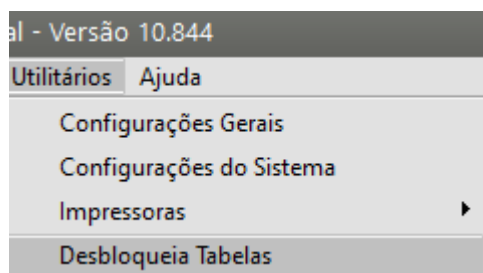 al - Versão 10.844
Utilitários Ajuda
Configurações Gerais
Configurações do Sistema
Impressoras
Desbloqueia Tabelas